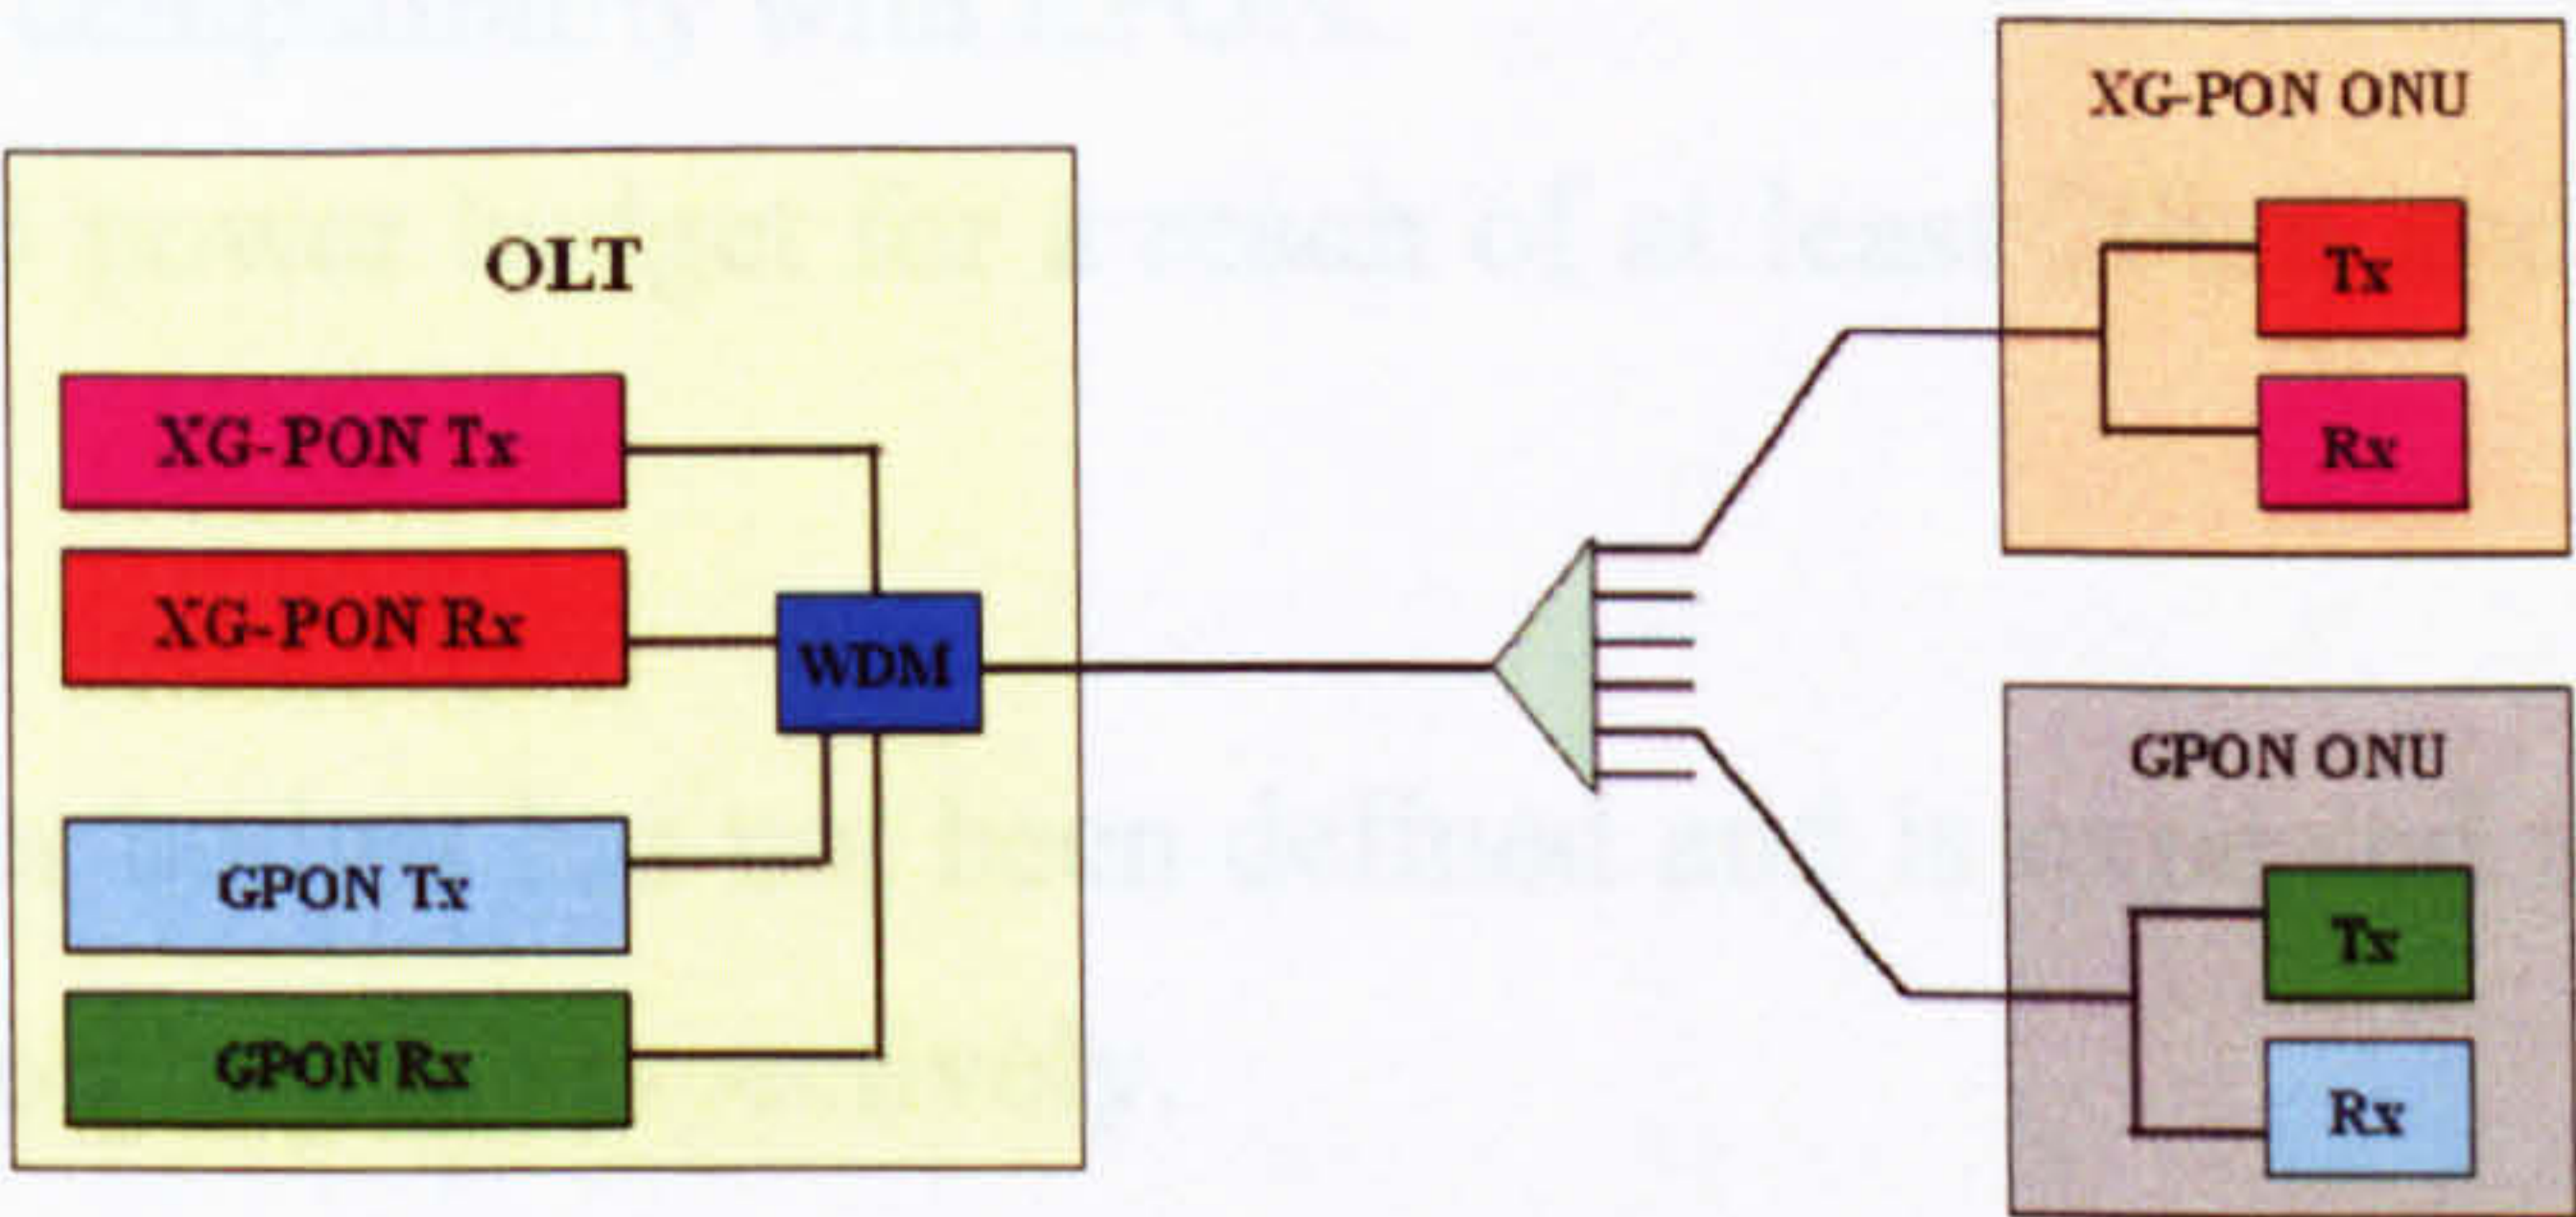 OLT
XG-PON Tx
XG-PON Rx
GPON Tx
GPON Rx
WDM
XG-PON ONU
Tx
Rx
GPON ONU
Tx
Rx